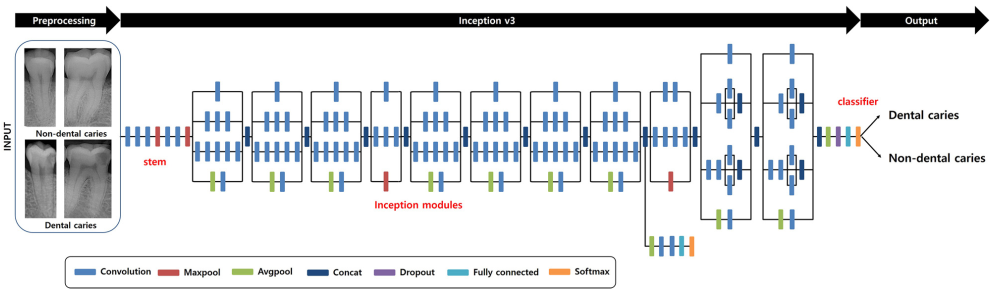 Preprocessing
Inception v3
Output
INPUT
Non-dental caries
Dental caries
stem
Inception modules
classifier
Dental caries
Non-dental caries
Convolution
Maxpool
Avgpool
Concat
Dropout
Fully connected
Softmax